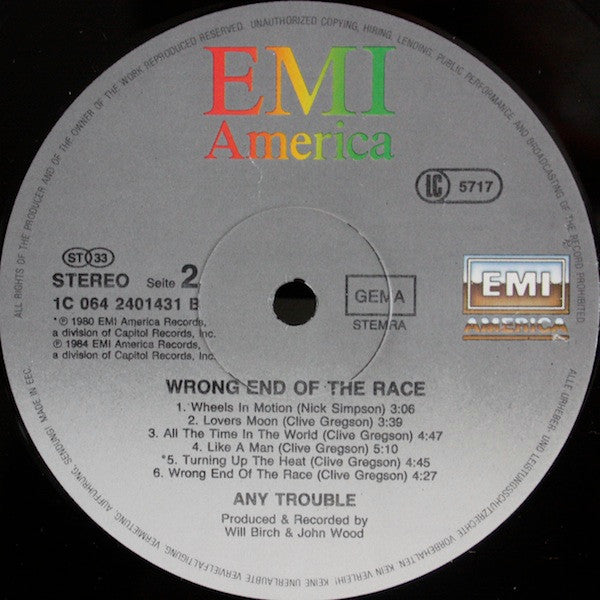 ALL RIGHTS OF THE PRODUCER AND OF THE OWNER OF THE WORK REPRODUCED RESERVED. UNAUTHORIZED COPYING, HIRING, LENDING, PUBLIC PERFORMANCE AND BROADCASTING OF THE RECORD PROHIBITED
EMI
America
LC 5717
ST 33
STEREO Seite 2
1C 064 2401431 B
*℗ 1980 EMI America Records,
a division of Capitol Records, Inc.
℗ 1984 EMI America Records,
a division of Capitol Records, Inc.
GEMA
STEMRA
EMI
AMERICA
WRONG END OF THE RACE
1. Wheels In Motion (Nick Simpson) 3:06
2. Lovers Moon (Clive Gregson) 3:39
3. All The Time In The World (Clive Gregson) 4:47
4. Like A Man (Clive Gregson) 5:10
*5. Turning Up The Heat (Clive Gregson) 4:45
6. Wrong End Of The Race (Clive Gregson) 4:27
ANY TROUBLE
Produced & Recorded by
Will Birch & John Wood
ALLE URHEBER- UND LEISTUNGSSCHUTZRECHTE VORBEHALTEN. KEIN VERLEIH! KEINE UNERLAUBTE VERVIELFÄLTIGUNG, VERMIETUNG, AUFFÜHRUNG, SENDUNG! MADE IN EEC.